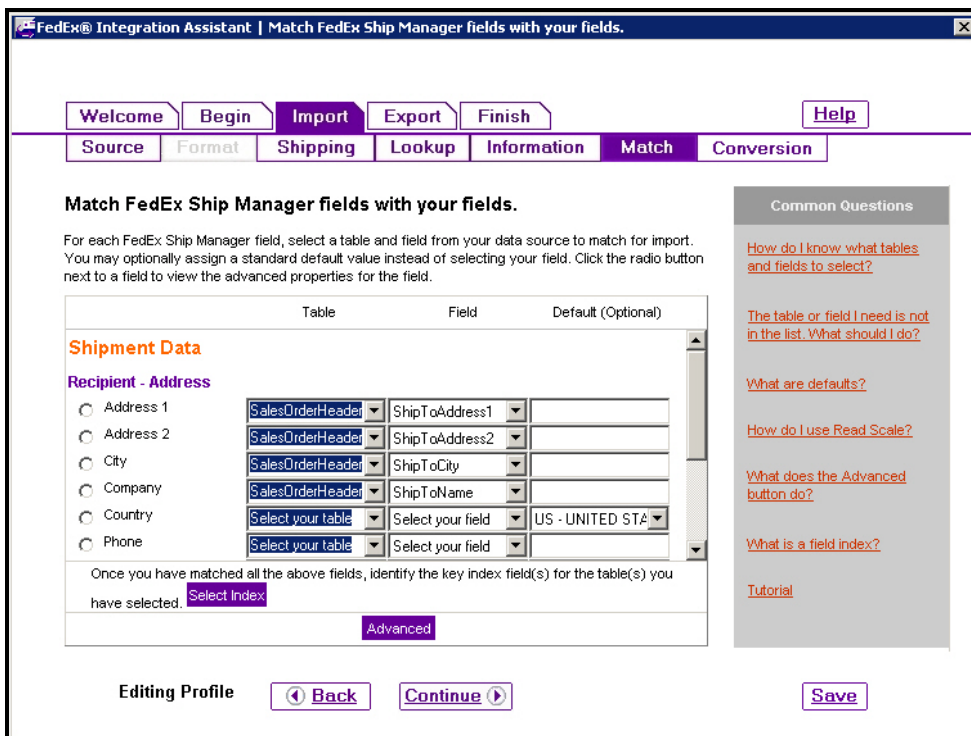 FedEx® Integration Assistant | Match FedEx Ship Manager fields with your fields.
Welcome Begin Import Export Finish Help
Source Format Shipping Lookup Information Match Conversion
Match FedEx Ship Manager fields with your fields.
For each FedEx Ship Manager field, select a table and field from your data source to match for import.
You may optionally assign a standard default value instead of selecting your field. Click the radio button
next to a field to view the advanced properties for the field.
Table Field Default (Optional)
Shipment Data
Recipient - Address
Address 1 SalesOrderHeader ShipToAddress1
Address 2 SalesOrderHeader ShipToAddress2
City SalesOrderHeader ShipToCity
Company SalesOrderHeader ShipToName
Country Select your table Select your field US - UNITED STA
Phone Select your table Select your field
Once you have matched all the above fields, identify the key index field(s) for the table(s) you
have selected. Select Index
Advanced
Common Questions
How do I know what tables
and fields to select?
The table or field I need is not
in the list. What should I do?
What are defaults?
How do I use Read Scale?
What does the Advanced
button do?
What is a field index?
Tutorial
Editing Profile Back Continue Save